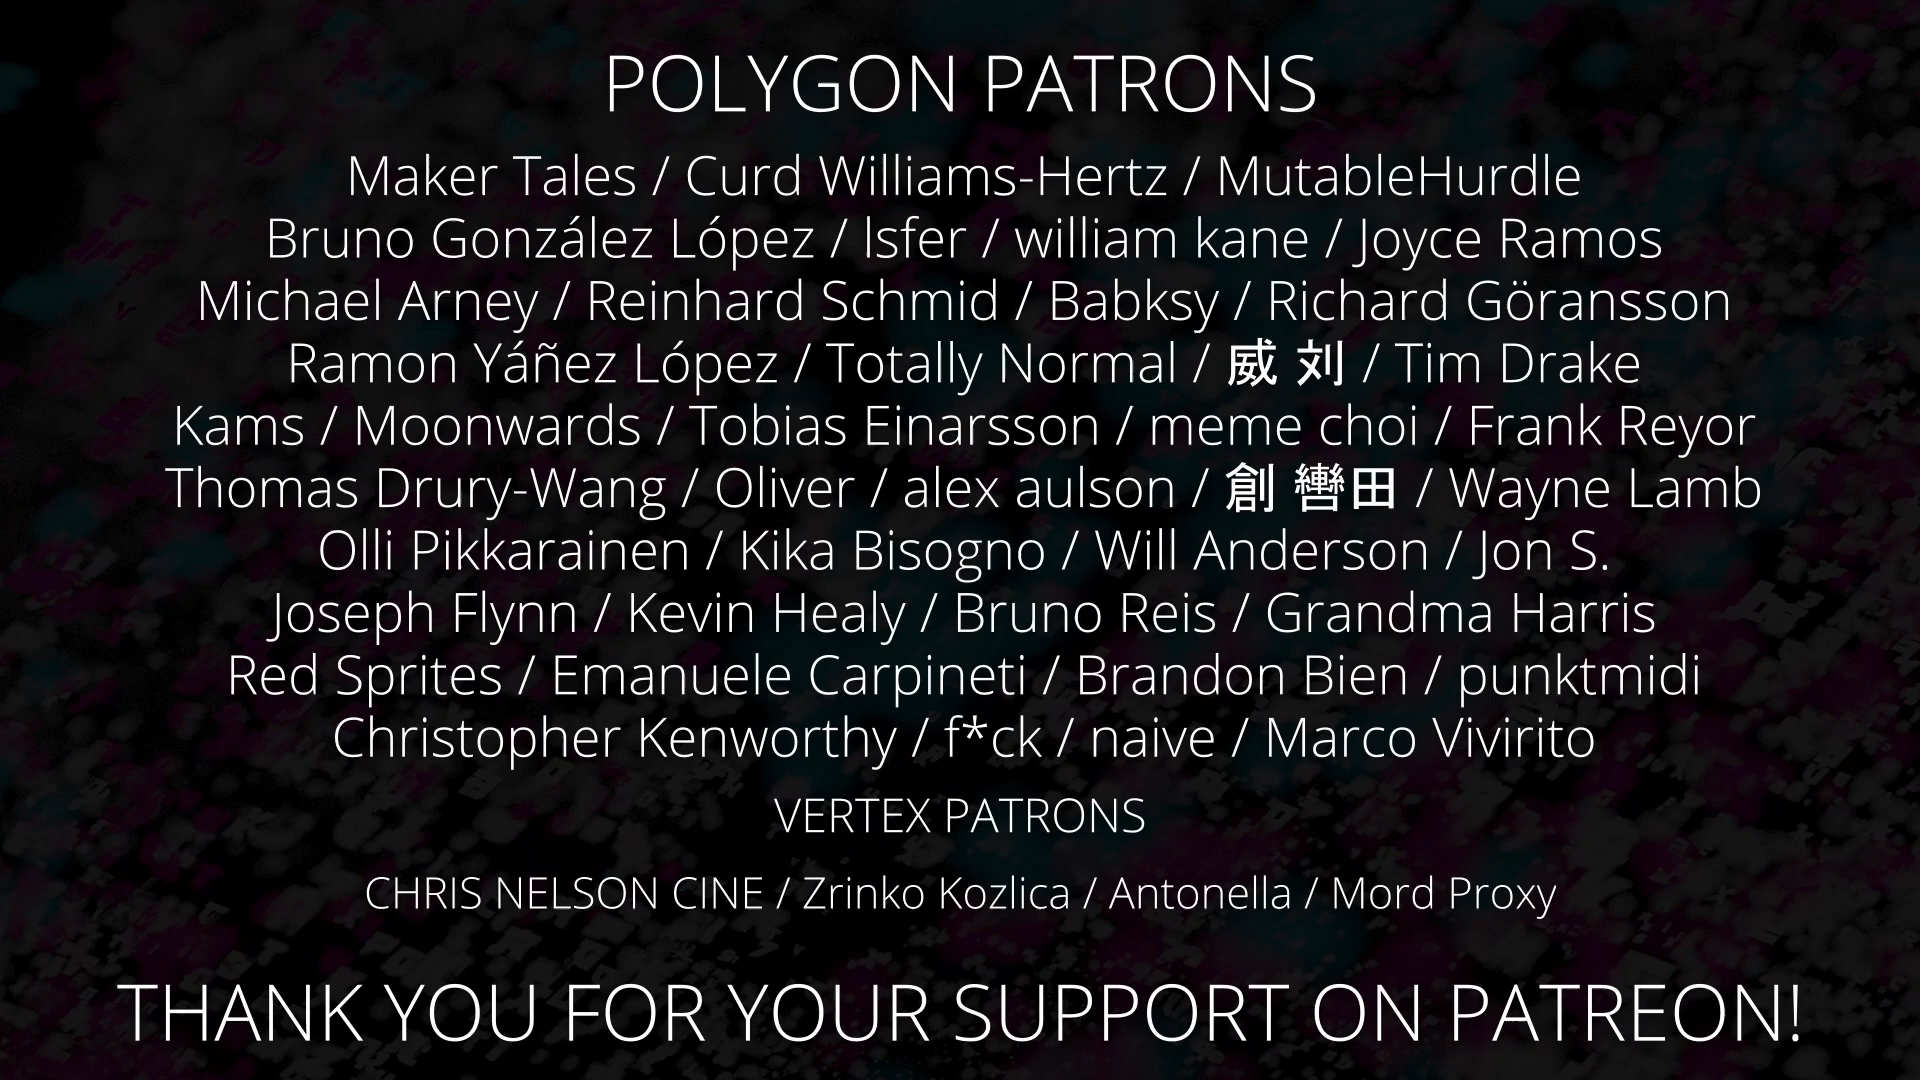 POLYGON PATRONS
Maker Tales / Curd Williams-Hertz / MutableHurdle
Bruno González López / lsfer / william kane / Joyce Ramos
Michael Arney / Reinhard Schmid / Babksy / Richard Göransson
Ramon Yáñez López / Totally Normal / 威 刘 / Tim Drake
Kams / Moonwards / Tobias Einarsson / meme choi / Frank Reyor
Thomas Drury-Wang / Oliver / alex aulson / 創 轡田 / Wayne Lamb
Olli Pikkarainen / Kika Bisogno / Will Anderson / Jon S.
Joseph Flynn / Kevin Healy / Bruno Reis / Grandma Harris
Red Sprites / Emanuele Carpineti / Brandon Bien / punktmidi
Christopher Kenworthy / f*ck / naive / Marco Vivirito
VERTEX PATRONS
CHRIS NELSON CINE / Zrinko Kozlica / Antonella / Mord Proxy
THANK YOU FOR YOUR SUPPORT ON PATREON!